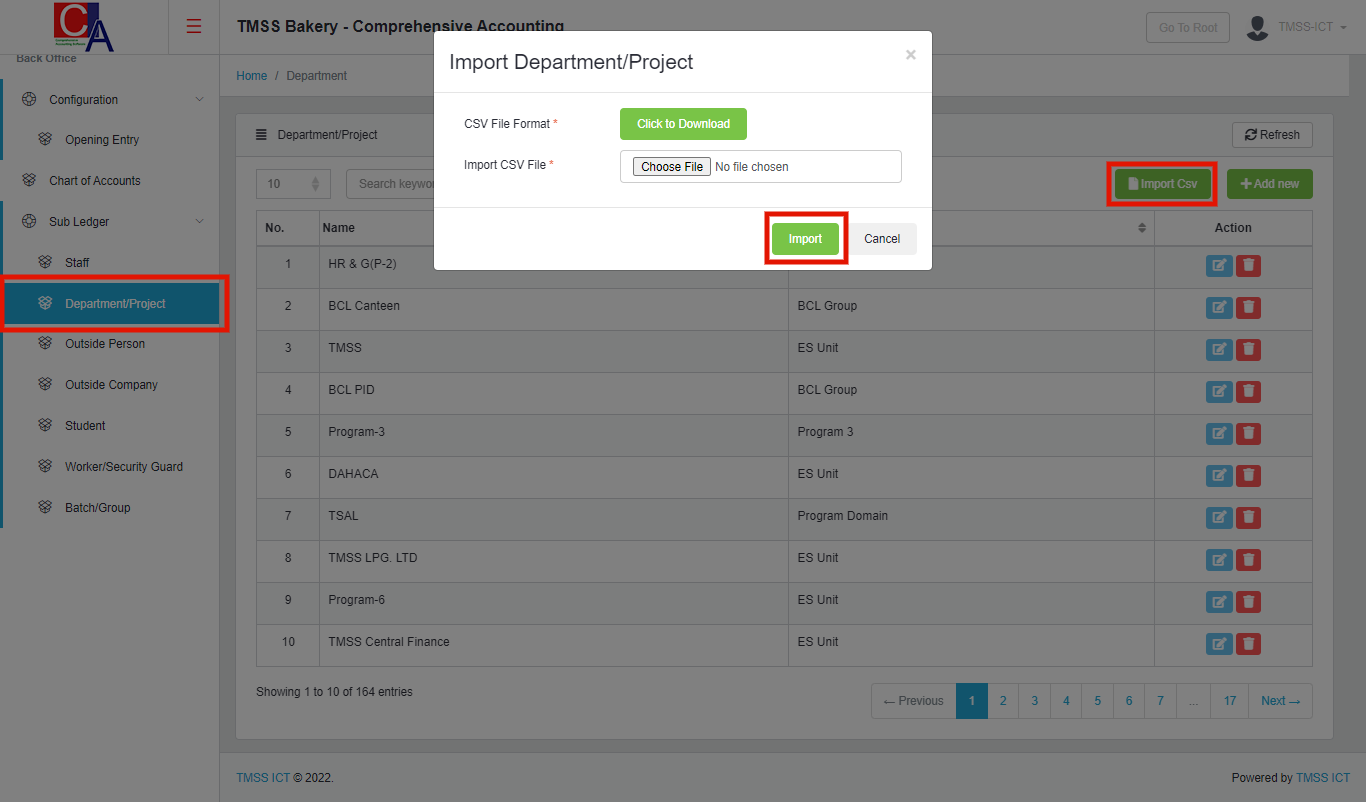 CA
TMSS Bakery - Comprehensive Accounting
Go To Root
TMSS-ICT
Back Office
Configuration
Opening Entry
Chart of Accounts
Sub Ledger
Staff
Department/Project
Outside Person
Outside Company
Student
Worker/Security Guard
Batch/Group
Home / Department
Department/Project
Refresh
10
Search keywo
Import Csv
Add new
Import Department/Project
×
CSV File Format *
Click to Download
Import CSV File *
Choose File No file chosen
Import
Cancel
No. Name Action
1 HR & G(P-2)
2 BCL Canteen BCL Group
3 TMSS ES Unit
4 BCL PID BCL Group
5 Program-3 Program 3
6 DAHACA ES Unit
7 TSAL Program Domain
8 TMSS LPG. LTD ES Unit
9 Program-6 ES Unit
10 TMSS Central Finance ES Unit
Showing 1 to 10 of 164 entries
← Previous 1 2 3 4 5 6 7 ... 17 Next →
TMSS ICT © 2022.
Powered by TMSS ICT